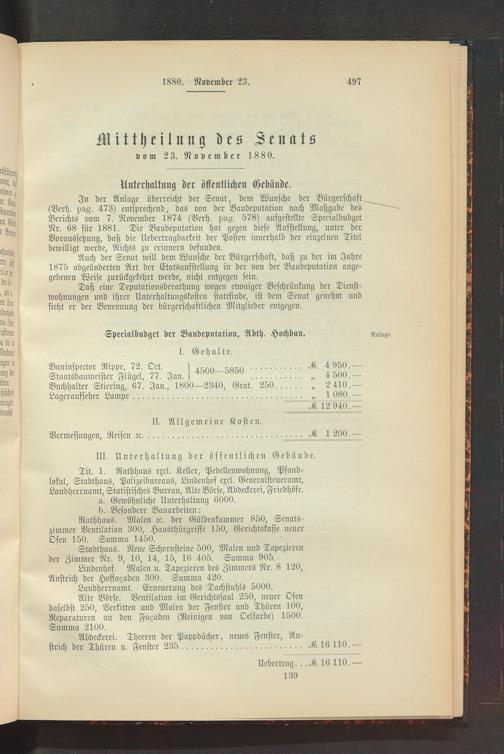 1880. November 23. 497
Mittheilung des Senats
vom 23. November 1880.
Unterhaltung der öffentlichen Gebäude.
In der Anlage überreicht der Senat, dem Wunsche der Bürgerschaft
(Verh. pag. 473) entsprechend, das von der Baudeputation nach Maßgabe des
Berichts vom 7. November 1874 (Verh. pag. 578) aufgestellte Specialbudget
Nr. 68 für 1881. Die Baudeputation hat gegen diese Aufstellung, unter der
Voraussetzung, daß die Uebertragbarkeit der Posten innerhalb der einzelnen Titel
bewilligt werde, Nichts zu erinnern befunden.
Auch der Senat will dem Wunsche der Bürgerschaft, daß zu der im Jahre
1875 abgeänderten Art der Etatsaufstellung in der von der Baudeputation ange-
gebenen Weise zurückgekehrt werde, nicht entgegen sein.
Daß eine Deputationsberathung wegen etwaiger Beschränkung der Dienst-
wohnungen und ihrer Unterhaltungskosten stattfinde, ist dem Senat genehm und
sieht er der Benennung der bürgerschaftlichen Mitglieder entgegen.
Specialbudget der Baudeputation, Abth. Hochbau. Anlage.
I. Gehalte.
Bauinspector Rippe, 72. Oct. } 4500—5850 .......... M. 4 950.—
Staatsbaumeister Flügel, 77. Jan. } .......... „ 4 500.—
Buchhalter Stiering, 67. Jan., 1800—2340, Grat. 250 ..... „ 2 410.—
Lageraufseher Lampe .......... „ 1 080.—
M. 12 940.—
II. Allgemeine Kosten.
Vermessungen, Reisen ꝛc. .......... M. 1 200.—
III. Unterhaltung der öffentlichen Gebäude.
Tit. 1. Rathhaus excl. Keller, Pedellenwohnung, Pfand-
lokal, Stadthaus, Polizeibureaus, Lindenhof excl. Generalsteueramt,
Landherrnamt, Statistisches Bureau, Alte Börse, Abdeckerei, Friedhöfe.
a. Gewöhnliche Unterhaltung 6000.
b. Besondere Bauarbeiten:
Rathhaus. Malen ꝛc. der Güldenkammer 850, Senats-
zimmer Ventilation 300, Hausthürgriffe 150, Gerichtskasse neuer
Ofen 150. Summa 1450.
Stadthaus. Neue Schornsteine 500, Malen und Tapezieren
der Zimmer Nr. 9, 10, 14, 15, 16 405. Summa 905.
Lindenhof. Malen u. Tapezieren des Zimmers Nr. 8 120,
Anstrich der Hoffaçaden 300. Summa 420.
Landherrnamt. Erneuerung des Dachstuhls 5000.
Alte Börse. Ventilation im Gerichtssaal 250, neuer Ofen
daselbst 250, Verkitten und Malen der Fenster und Thüren 100,
Reparaturen an den Façaden (Reinigen von Oelfarbe) 1500.
Summa 2100.
Abdeckerei. Theeren der Pappdächer, neues Fenster, An-
strich der Thüren u. Fenster 235 .......... M. 16 110.—
Uebertrag... M. 16 110.—
139